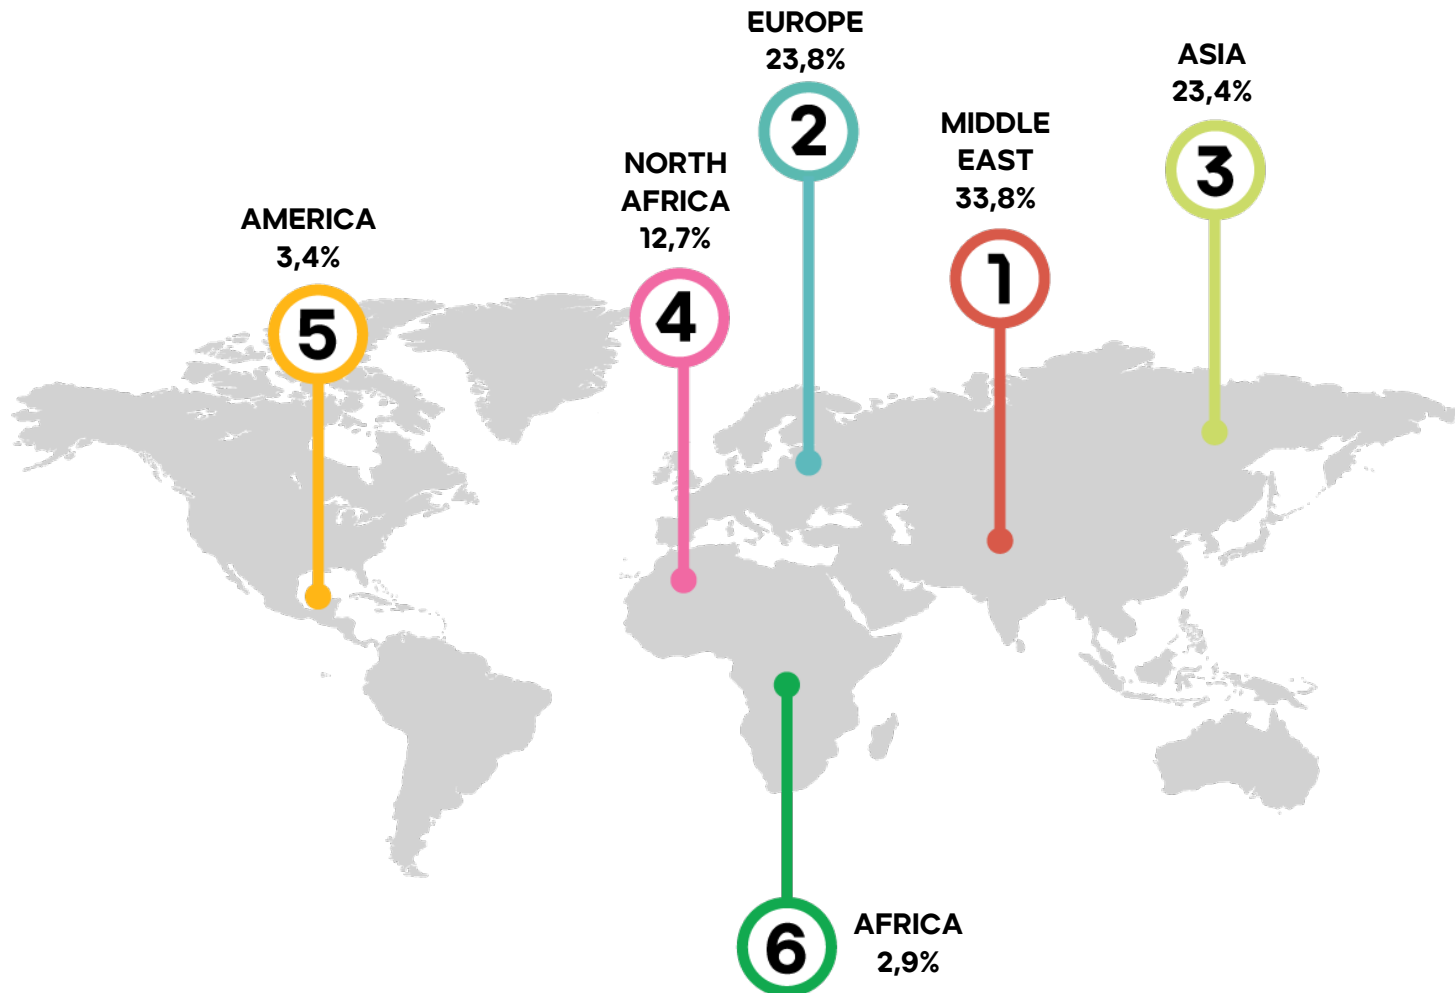 EUROPE
23,8%
2
ASIA
23,4%
3
MIDDLE
EAST
33,8%
1
NORTH
AFRICA
12,7%
4
AMERICA
3,4%
5
6
AFRICA
2,9%